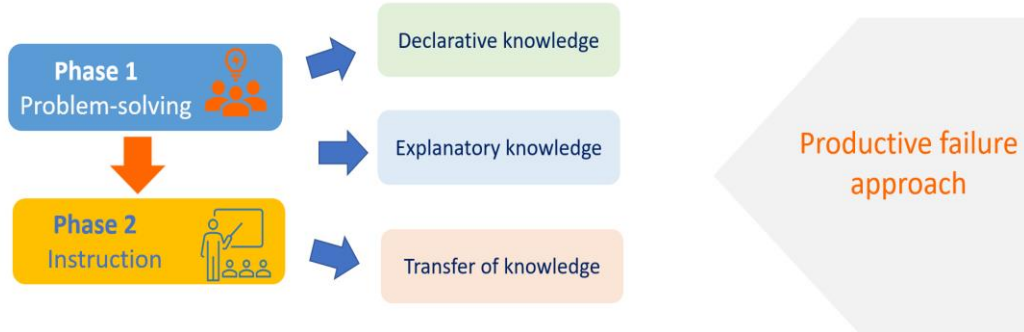 Phase 1
Problem-solving
Phase 2
Instruction
Declarative knowledge
Explanatory knowledge
Transfer of knowledge
Productive failure
approach